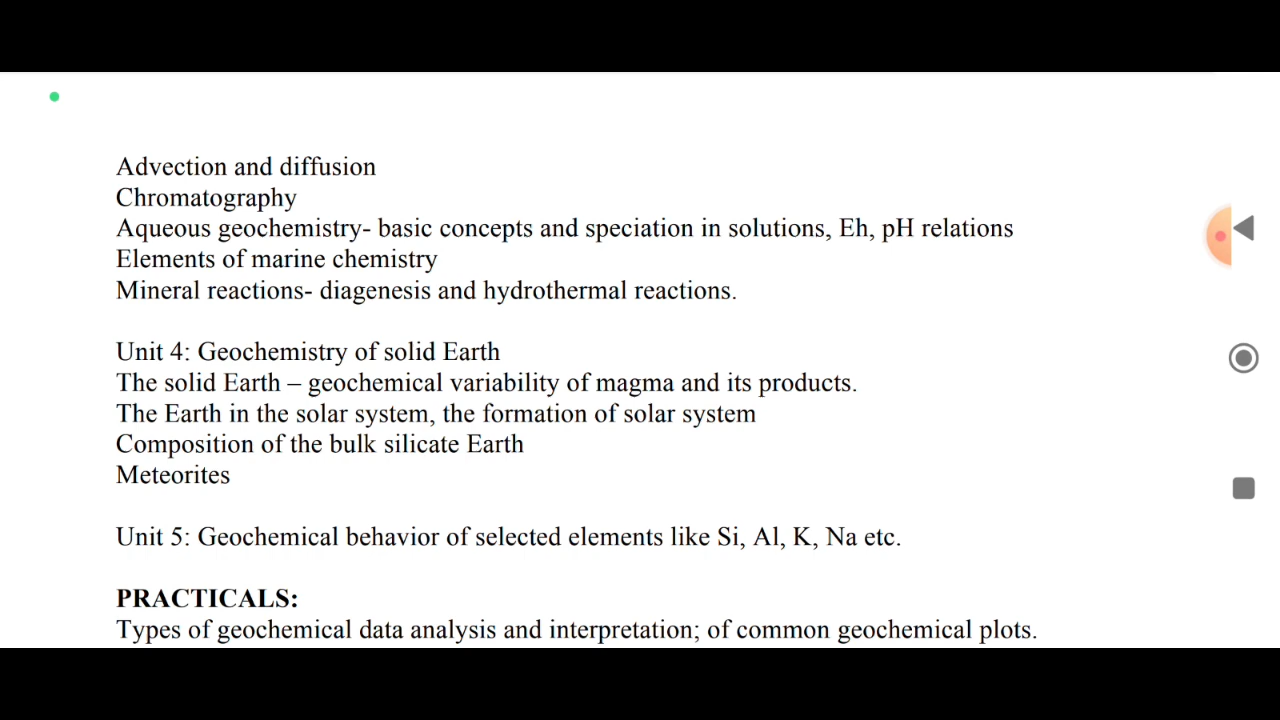 Advection and diffusion
Chromatography
Aqueous geochemistry- basic concepts and speciation in solutions, Eh, pH relations
Elements of marine chemistry
Mineral reactions- diagenesis and hydrothermal reactions.
Unit 4: Geochemistry of solid Earth
The solid Earth – geochemical variability of magma and its products.
The Earth in the solar system, the formation of solar system
Composition of the bulk silicate Earth
Meteorites
Unit 5: Geochemical behavior of selected elements like Si, Al, K, Na etc.
PRACTICALS:
Types of geochemical data analysis and interpretation; of common geochemical plots.